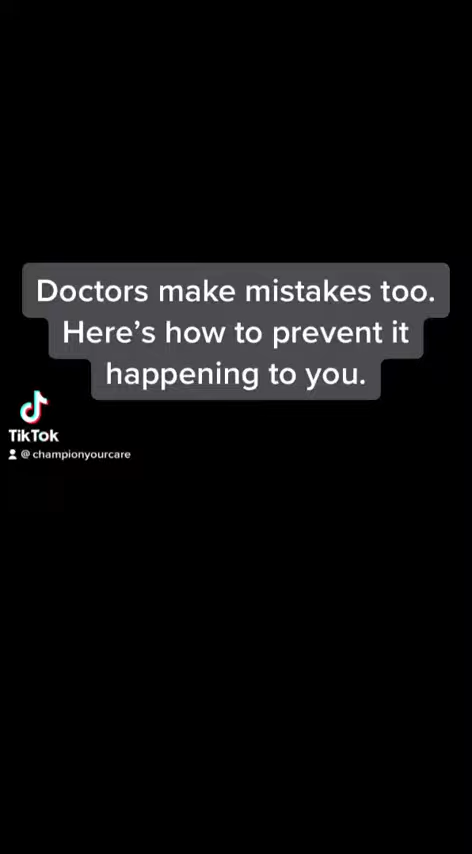 Doctors make mistakes too.
Here's how to prevent it
happening to you.
TikTok
@ championyourcare